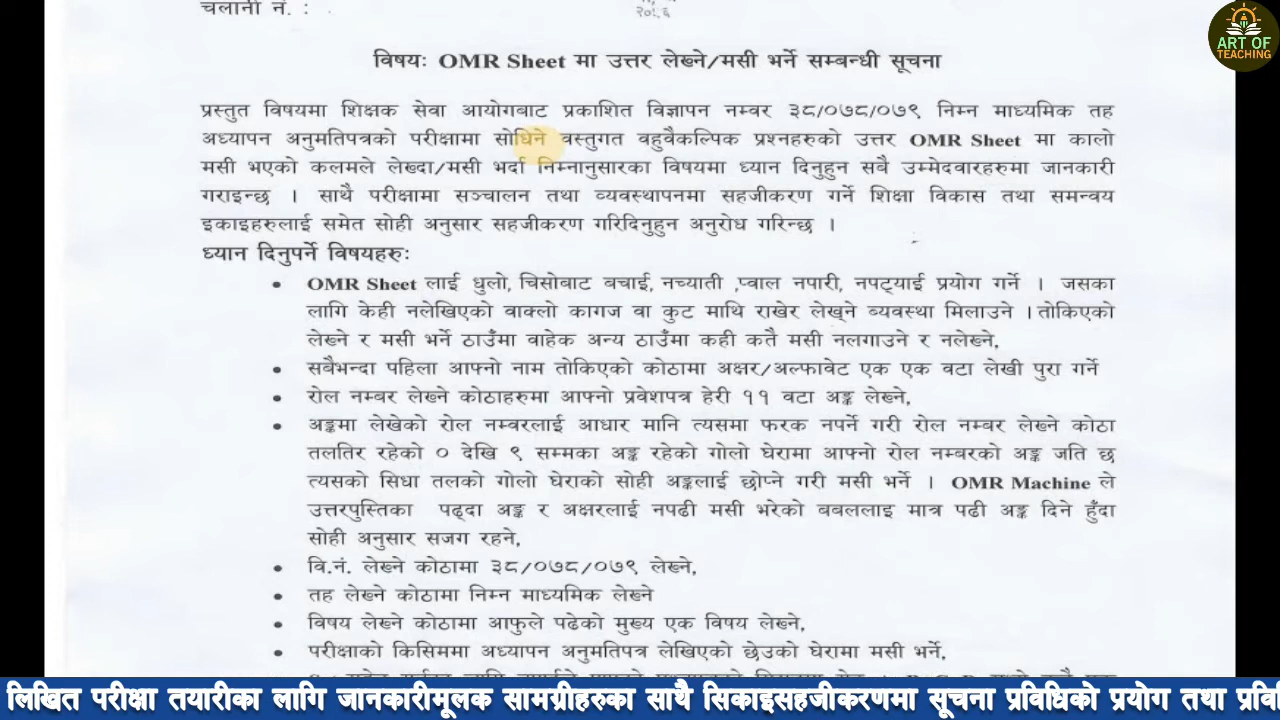 चलानी नं. :
ART OF
TEACHING
विषयः OMR Sheet मा उत्तर लेख्ने/मसी भर्ने सम्बन्धी सूचना
प्रस्तुत विषयमा शिक्षक सेवा आयोगबाट प्रकाशित विज्ञापन नम्वर ३८/०७८/०७९ निम्न माध्यमिक तह
अध्यापन अनुमतिपत्रको परीक्षामा सोधिने वस्तुगत वहुवैकल्पिक प्रश्नहरुको उत्तर OMR Sheet मा कालो
मसी भएको कलमले लेख्दा/मसी भर्दा निम्नानुसारका विषयमा ध्यान दिनुहुन सबै उम्मेदवारहरुमा जानकारी
गराइन्छ । साथै परीक्षामा सञ्चालन तथा व्यवस्थापनमा सहजीकरण गर्ने शिक्षा विकास तथा समन्वय
इकाइहरुलाई समेत सोही अनुसार सहजीकरण गरिदिनुहुन अनुरोध गरिन्छ ।
ध्यान दिनुपर्ने विषयहरुः
• OMR Sheet लाई धुलो, चिसोबाट बचाई, नच्याती ,प्वाल नपारी, नपट्याई प्रयोग गर्ने । जसका
लागि केही नलेखिएको वाक्लो कागज वा कुट माथि राखेर लेख्ने ब्यवस्था मिलाउने । तोकिएको
लेख्ने र मसी भर्ने ठाउँमा वाहेक अन्य ठाउँमा कही कतै मसी नलगाउने र नलेख्ने,
• सबैभन्दा पहिला आफ्नो नाम तोकिएको कोठामा अक्षर/अल्फावेट एक एक वटा लेखी पुरा गर्ने
• रोल नम्बर लेख्ने कोठाहरुमा आफ्नो प्रवेशपत्र हेरी ११ वटा अङ्क लेख्ने,
• अङ्कमा लेखेको रोल नम्वरलाई आधार मानि त्यसमा फरक नपर्ने गरी रोल नम्बर लेख्ने कोठा
तलतिर रहेको ० देखि ९ सम्मका अङ्क रहेको गोलो घेरामा आफ्नो रोल नम्बरको अङ्क जति छ
त्यसको सिधा तलको गोलो घेराको सोही अङ्कलाई छोप्ने गरी मसी भर्ने । OMR Machine ले
उत्तरपुस्तिका पढ्दा अङ्क र अक्षरलाई नपढी मसी भरेको बबललाइ मात्र पढी अङ्क दिने हुँदा
सोही अनुसार सजग रहने,
• वि.नं. लेख्ने कोठामा ३८/०७८/०७९ लेख्ने,
• तह लेख्ने कोठामा निम्न माध्यमिक लेख्ने
• विषय लेख्ने कोठामा आफुले पढेको मुख्य एक विषय लेख्ने,
• परीक्षाको किसिममा अध्यापन अनुमतिपत्र लेखिएको छेउको घेरामा मसी भर्ने,
लिखित परीक्षा तयारीका लागि जानकारीमूलक सामग्रीहरुका साथै सिकाइसहजीकरणमा सूचना प्रविधिको प्रयोग तथा प्रवि